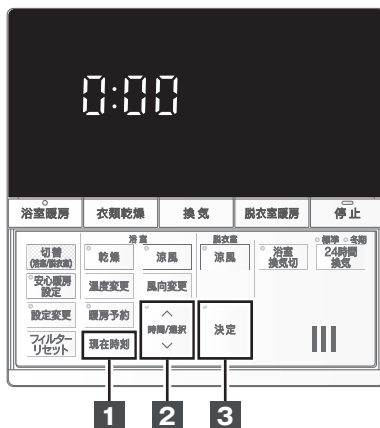 0:00
浴室暖房 衣類乾燥 換気 脱衣室暖房 停止
浴室 脱衣室
標準 冬期
切替
(浴室/脱衣室)
乾燥 涼風 涼風
浴室
換気切
24時間
換気
安心暖房
設定
温度変更 風向変更
設定変更 暖房予約
時間/選択
決定
フィルター
リセット
現在時刻
1 2 3